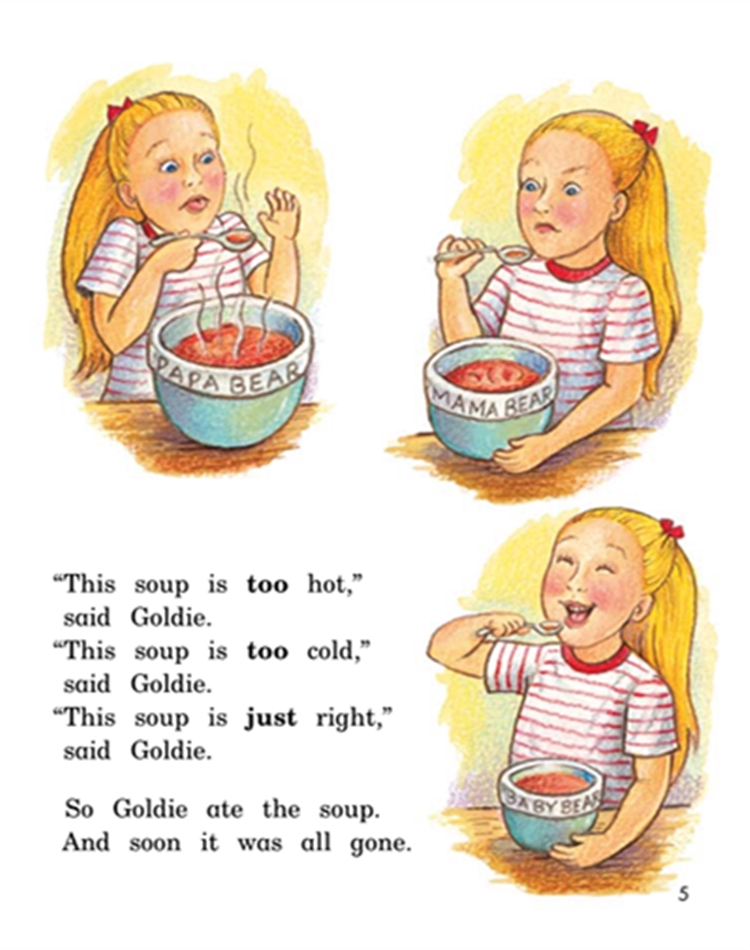 PAPA BEAR
MAMA BEAR
“This soup is too hot,”
said Goldie.
“This soup is too cold,”
said Goldie.
“This soup is just right,”
said Goldie.
So Goldie ate the soup.
And soon it was all gone.
BABY BEAR
5